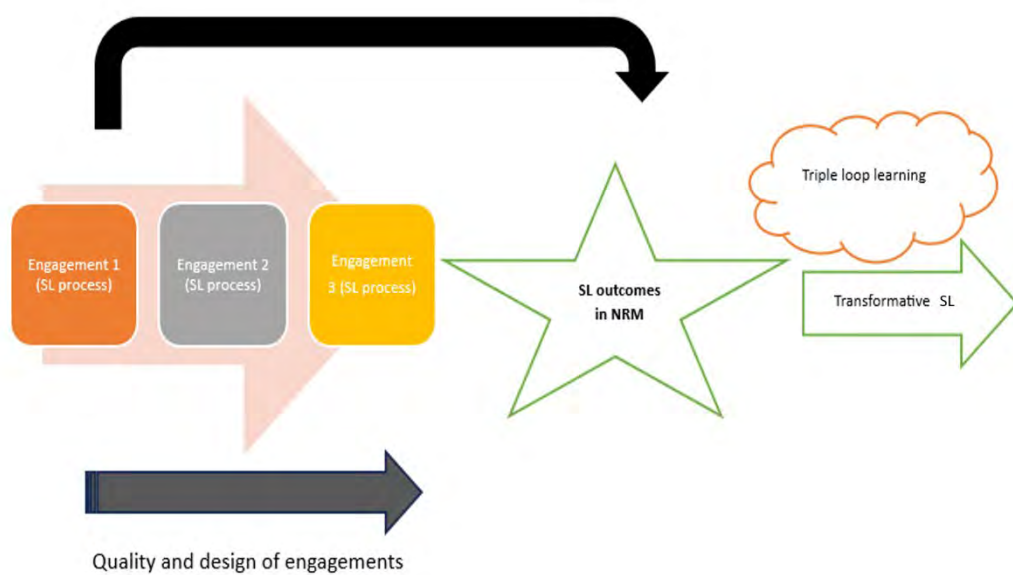 Engagement 1
(SL process)
Engagement 2
(SL process)
Engagement
3 (SL process)
SL outcomes
in NRM
Triple loop learning
Transformative SL
Quality and design of engagements